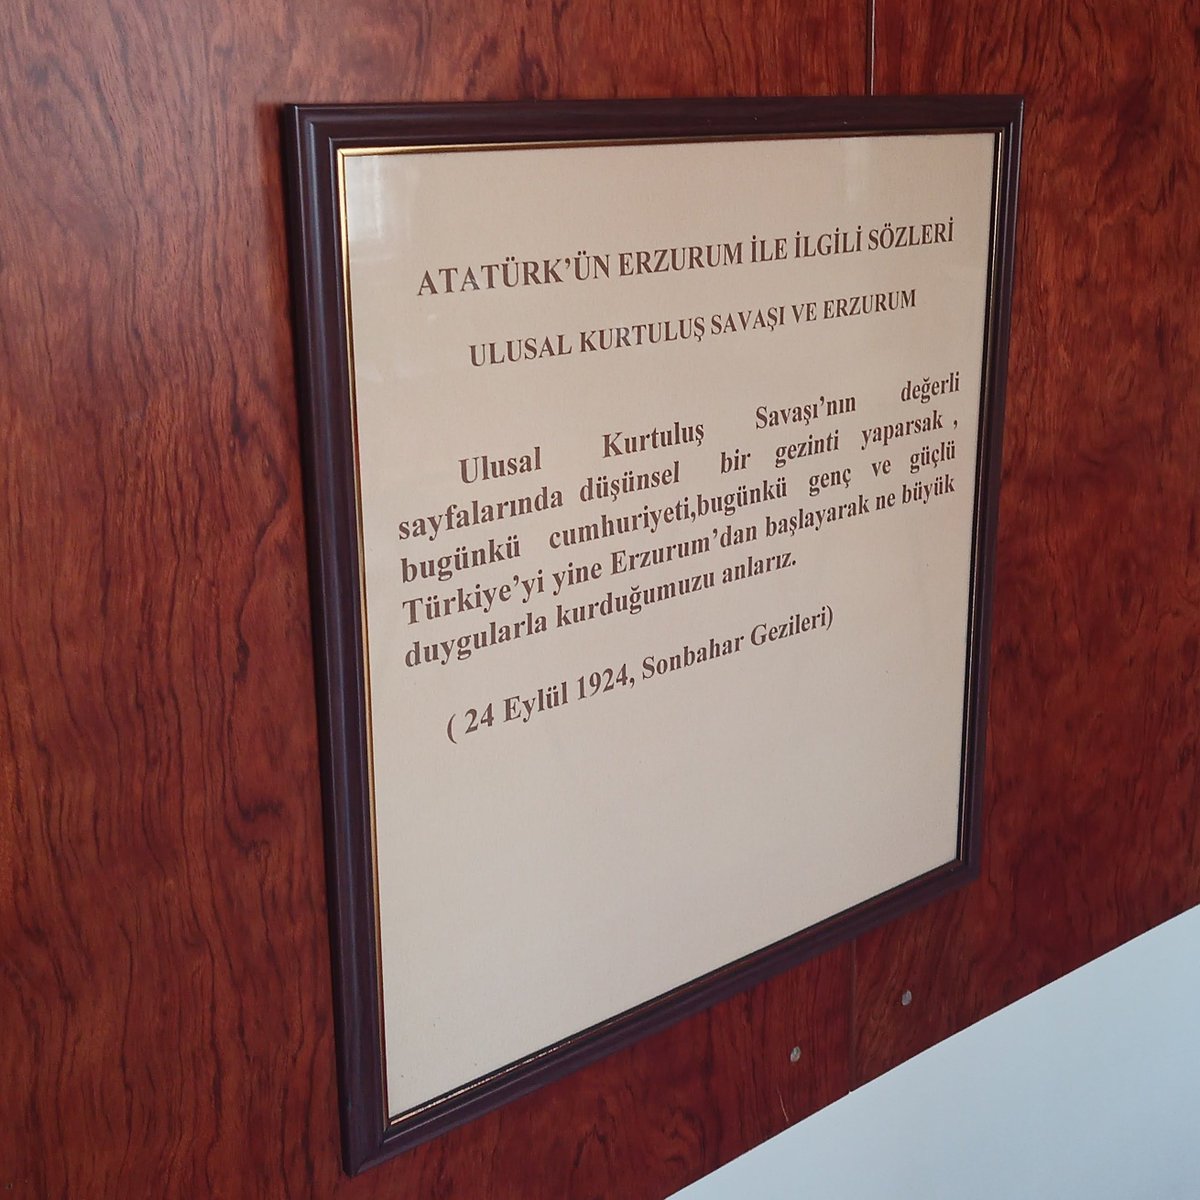 ATATÜRK’ÜN ERZURUM İLE İLGİLİ SÖZLERİ
ULUSAL KURTULUŞ SAVAŞI VE ERZURUM
Ulusal Kurtuluş Savaşı’nın değerli
sayfalarında düşünsel bir gezinti yaparsak ,
bugünkü cumhuriyeti,bugünkü genç ve güçlü
Türkiye’yi yine Erzurum’dan başlayarak ne büyük
duygularla kurduğumuzu anlarız.
( 24 Eylül 1924, Sonbahar Gezileri)